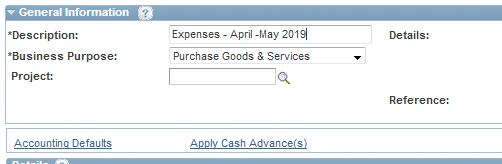 General Information ?
*Description: Expenses - April -May 2019 Details:
*Business Purpose: Purchase Goods & Services
Project:
Reference:
Accounting Defaults Apply Cash Advance(s)
Details ?